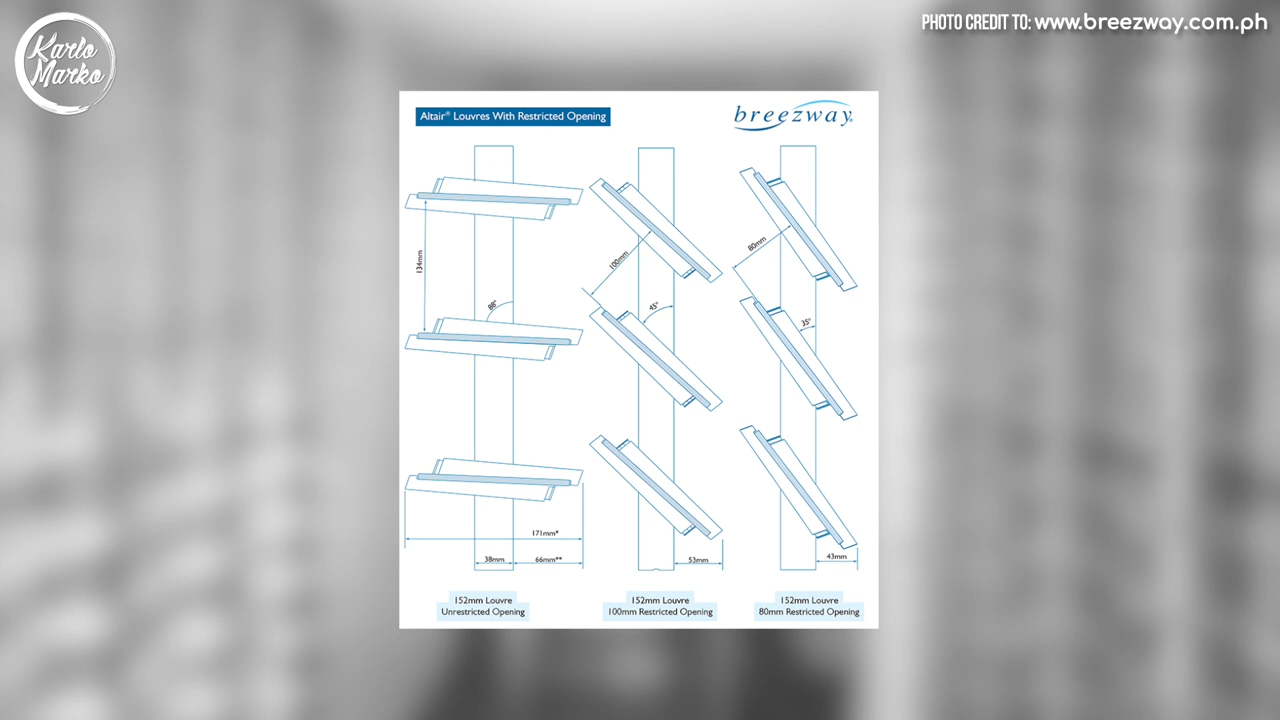 Karlo
Marko
PHOTO CREDIT TO: www.breezway.com.ph
Altair® Louvres With Restricted Opening
breezway®
134mm
88°
171mm*
38mm
66mm**
152mm Louvre
Unrestricted Opening
100mm
45°
53mm
152mm Louvre
100mm Restricted Opening
80mm
35°
43mm
152mm Louvre
80mm Restricted Opening